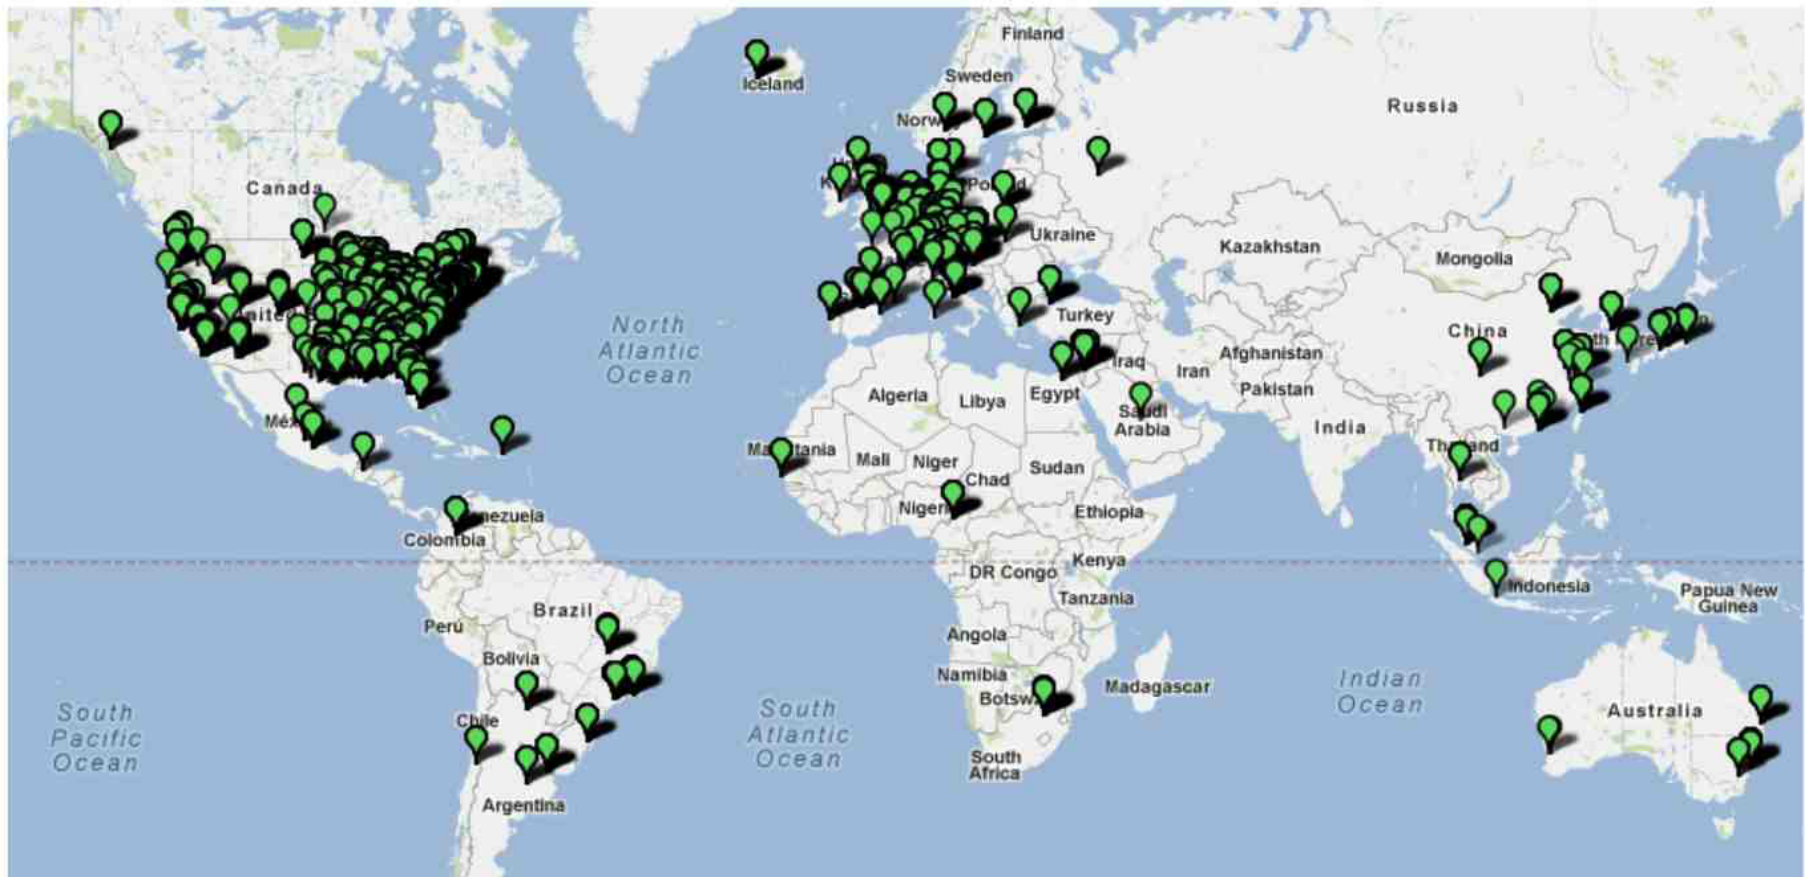 Finland
Iceland
Sweden
Russia
Canada
Ukraine
Kazakhstan
Mongolia
North
Atlantic
Ocean
Turkey
China
Iraq
Iran
Afghanistan
Pakistan
Algeria
Libya
Egypt
Saudi
Arabia
India
Mali
Niger
Chad
Sudan
Ethiopia
Colombia
DR Congo
Kenya
Tanzania
Indonesia
Papua New
Guinea
Brazil
Perú
Bolivia
Angola
Namibia
Madagascar
Indian
Ocean
Australia
South
Pacific
Ocean
Chile
South
Atlantic
Ocean
South
Africa
Argentina